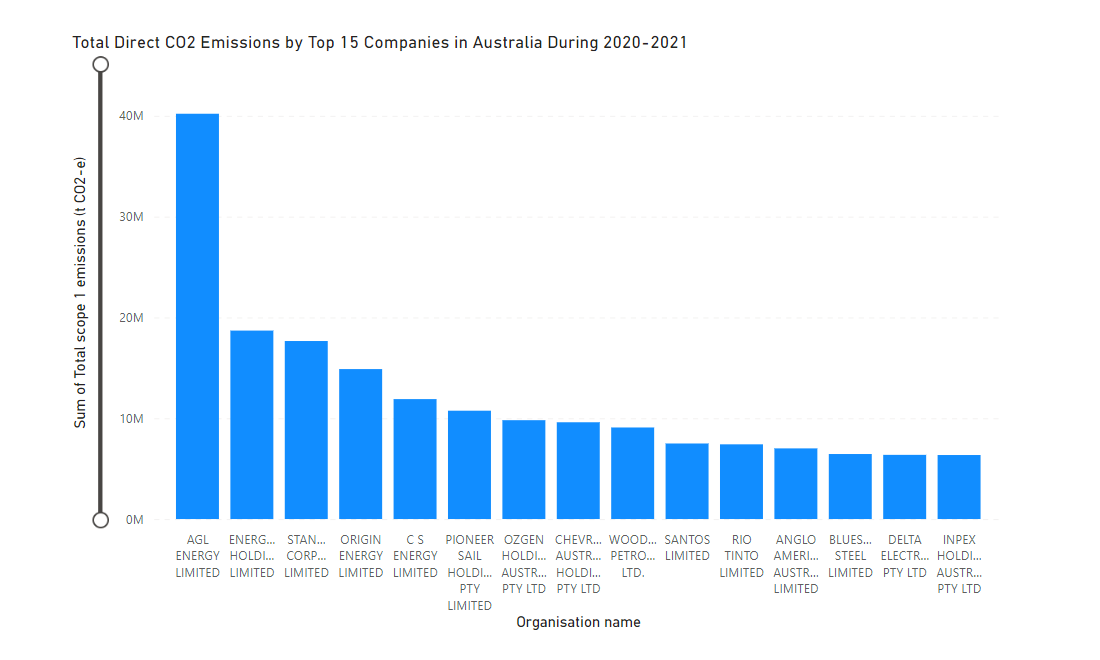 Total Direct CO2 Emissions by Top 15 Companies in Australia During 2020-2021
Sum of Total scope 1 emissions (t CO2-e)
40M
30M
20M
10M
0M
AGL
ENERGY
LIMITED
ENERG...
HOLDI...
LIMITED
STAN...
CORP...
LIMITED
ORIGIN
ENERGY
LIMITED
C S
ENERGY
LIMITED
PIONEER
SAIL
HOLDI...
PTY
LIMITED
OZGEN
HOLDI...
AUSTR...
PTY LTD
CHEVR...
AUSTR...
HOLDI...
PTY LTD
WOOD...
PETRO...
LTD.
SANTOS
LIMITED
RIO
TINTO
LIMITED
ANGLO
AMERI...
AUSTR...
LIMITED
BLUES...
STEEL
LIMITED
DELTA
ELECTR...
PTY LTD
INPEX
HOLDI...
AUSTR...
PTY LTD
Organisation name